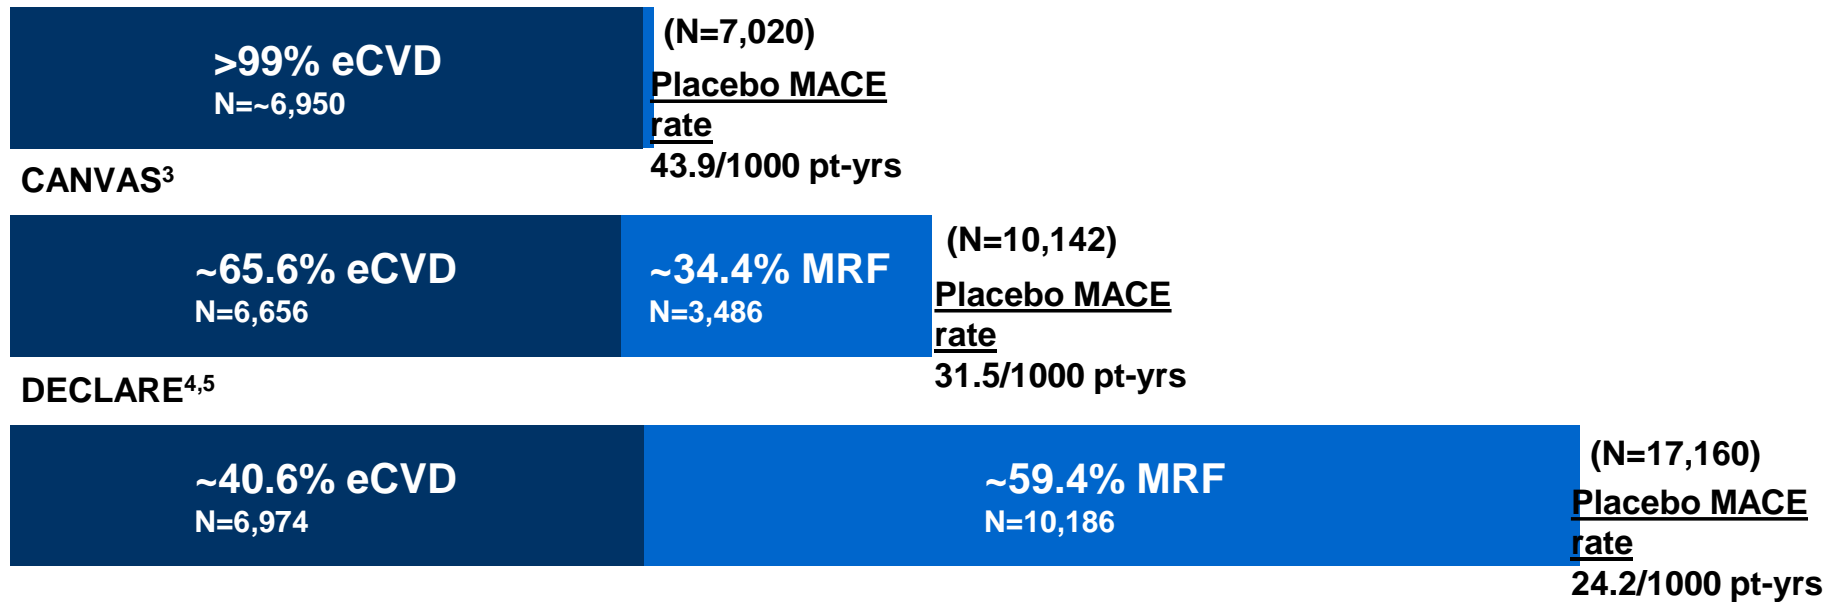 >99% eCVD
N=~6,950
(N=7,020)
Placebo MACE
rate
43.9/1000 pt-yrs
CANVAS³
~65.6% eCVD
N=6,656
~34.4% MRF
N=3,486
(N=10,142)
Placebo MACE
rate
31.5/1000 pt-yrs
DECLARE⁴,⁵
~40.6% eCVD
N=6,974
~59.4% MRF
N=10,186
(N=17,160)
Placebo MACE
rate
24.2/1000 pt-yrs